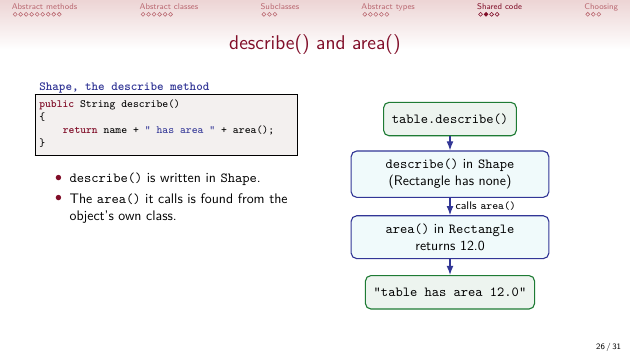 Abstract methods Abstract classes Subclasses Abstract types Shared code Choosing
describe() and area()
Shape, the describe method
public String describe()
{
    return name + " has area " + area();
}
• describe() is written in Shape.
• The area() it calls is found from the
object's own class.
table.describe()
describe() in Shape
(Rectangle has none)
calls area()
area() in Rectangle
returns 12.0
"table has area 12.0"
26 / 31